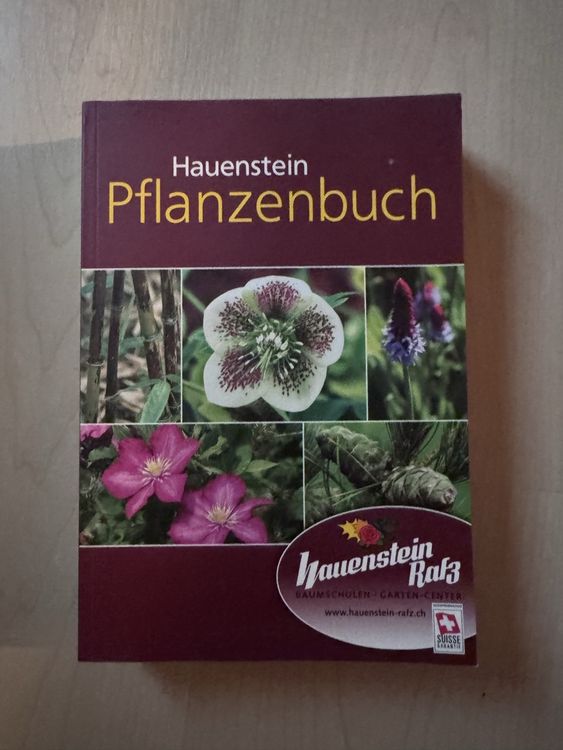 Hauenstein
Pflanzenbuch
Hauenstein
Rafz
BAUMSCHULEN · GARTEN-CENTER
www.hauenstein-rafz.ch
SUISSE
GARANTIE